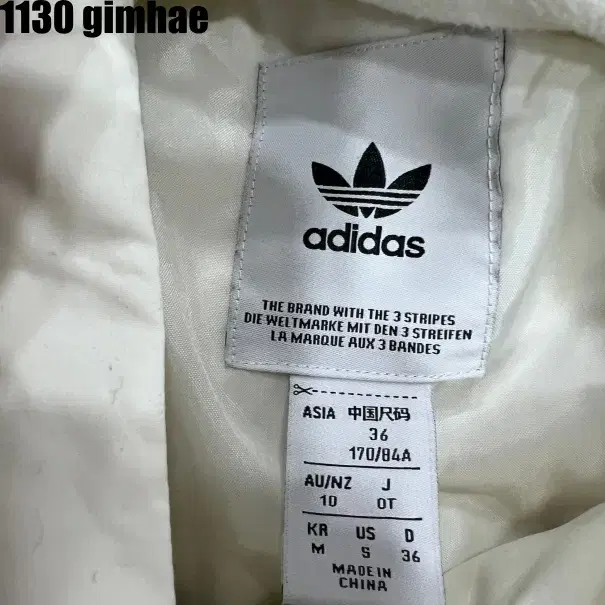 1130 gimhae
adidas
THE BRAND WITH THE 3 STRIPES
DIE WELTMARKE MIT DEN 3 STREIFEN
LA MARQUE AUX 3 BANDES
ASIA 中国尺码
36
170/84A
AU/NZ J
10 OT
KR US D
M S 36
MADE IN
CHINA